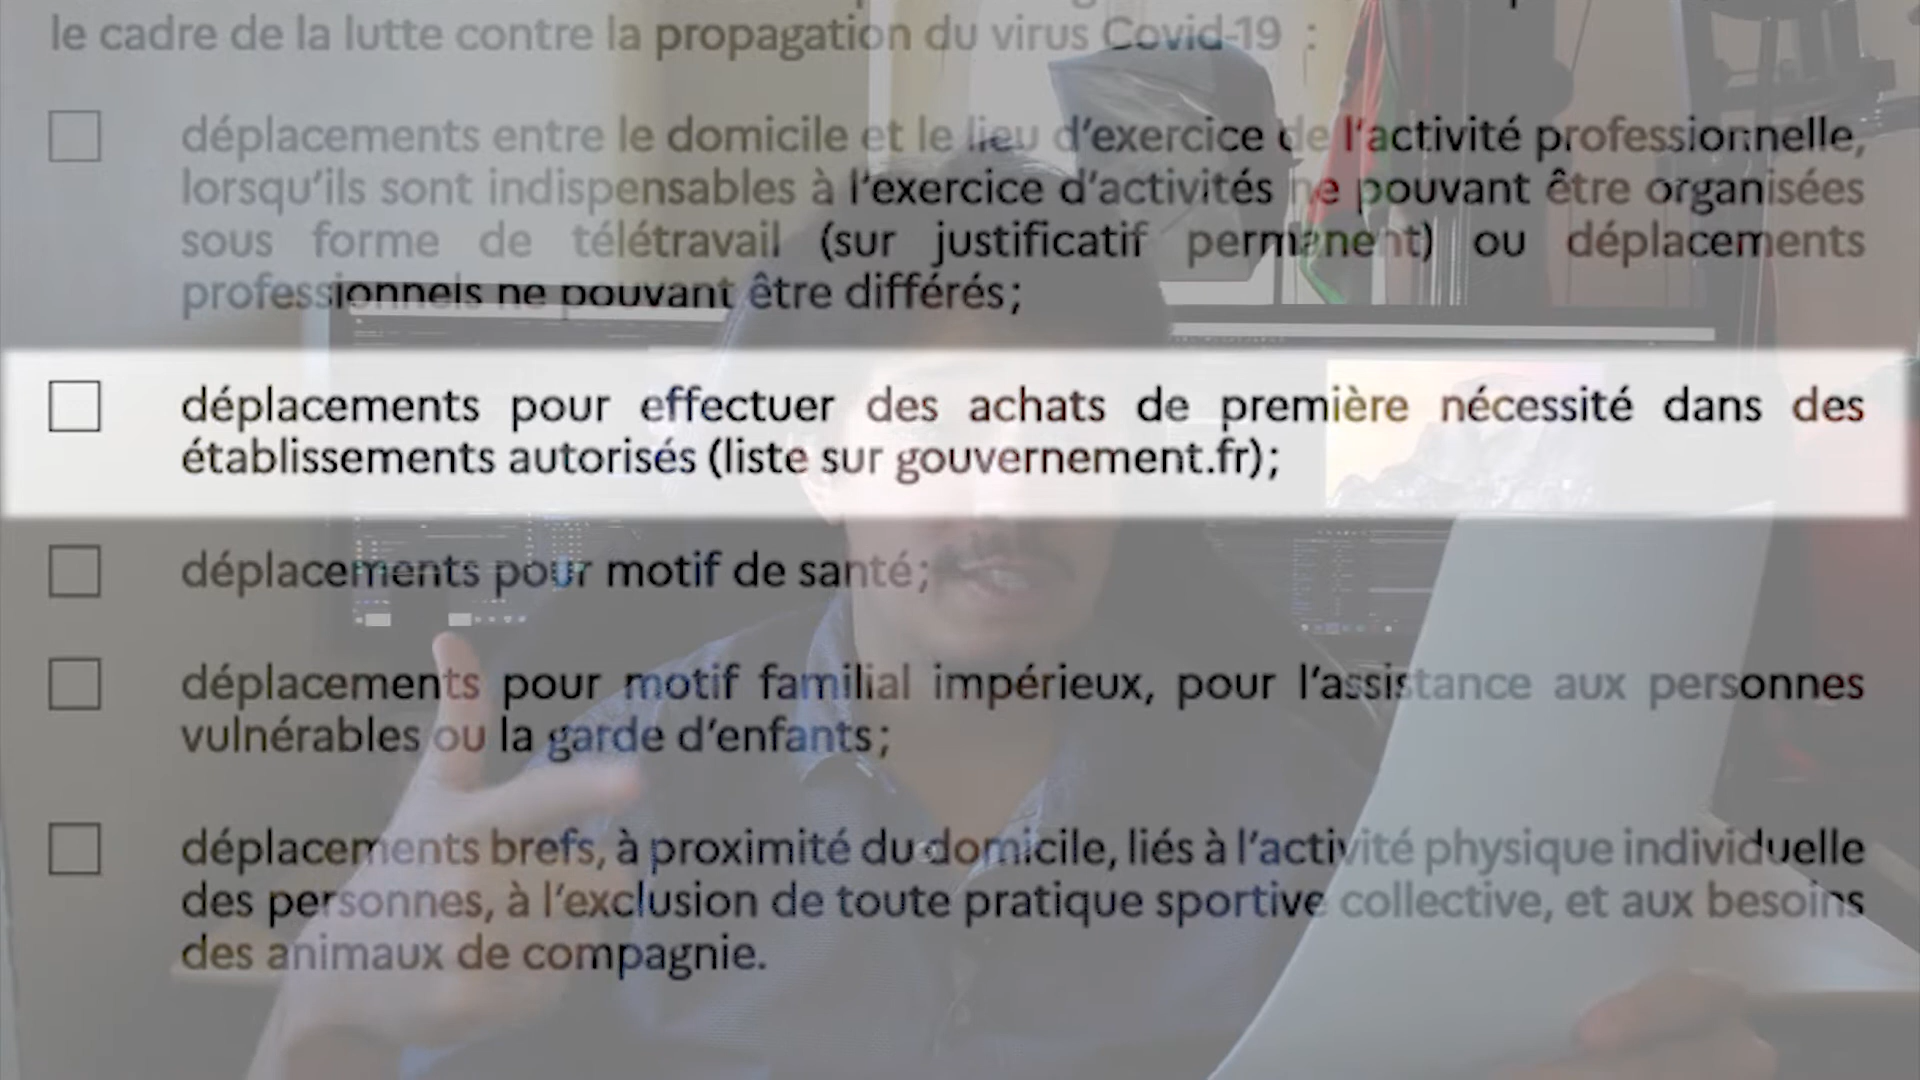 le cadre de la lutte contre la propagation du virus Covid-19 :
déplacements entre le domicile et le lieu d'exercice de l'activité professionnelle,
lorsqu'ils sont indispensables à l'exercice d'activités ne pouvant être organisées
sous forme de télétravail (sur justificatif permanent) ou déplacements
professionnels ne pouvant être différés;
déplacements pour effectuer des achats de première nécessité dans des
établissements autorisés (liste sur gouvernement.fr);
déplacements pour motif de santé;
déplacements pour motif familial impérieux, pour l'assistance aux personnes
vulnérables ou la garde d'enfants;
déplacements brefs, à proximité du domicile, liés à l'activité physique individuelle
des personnes, à l'exclusion de toute pratique sportive collective, et aux besoins
des animaux de compagnie.